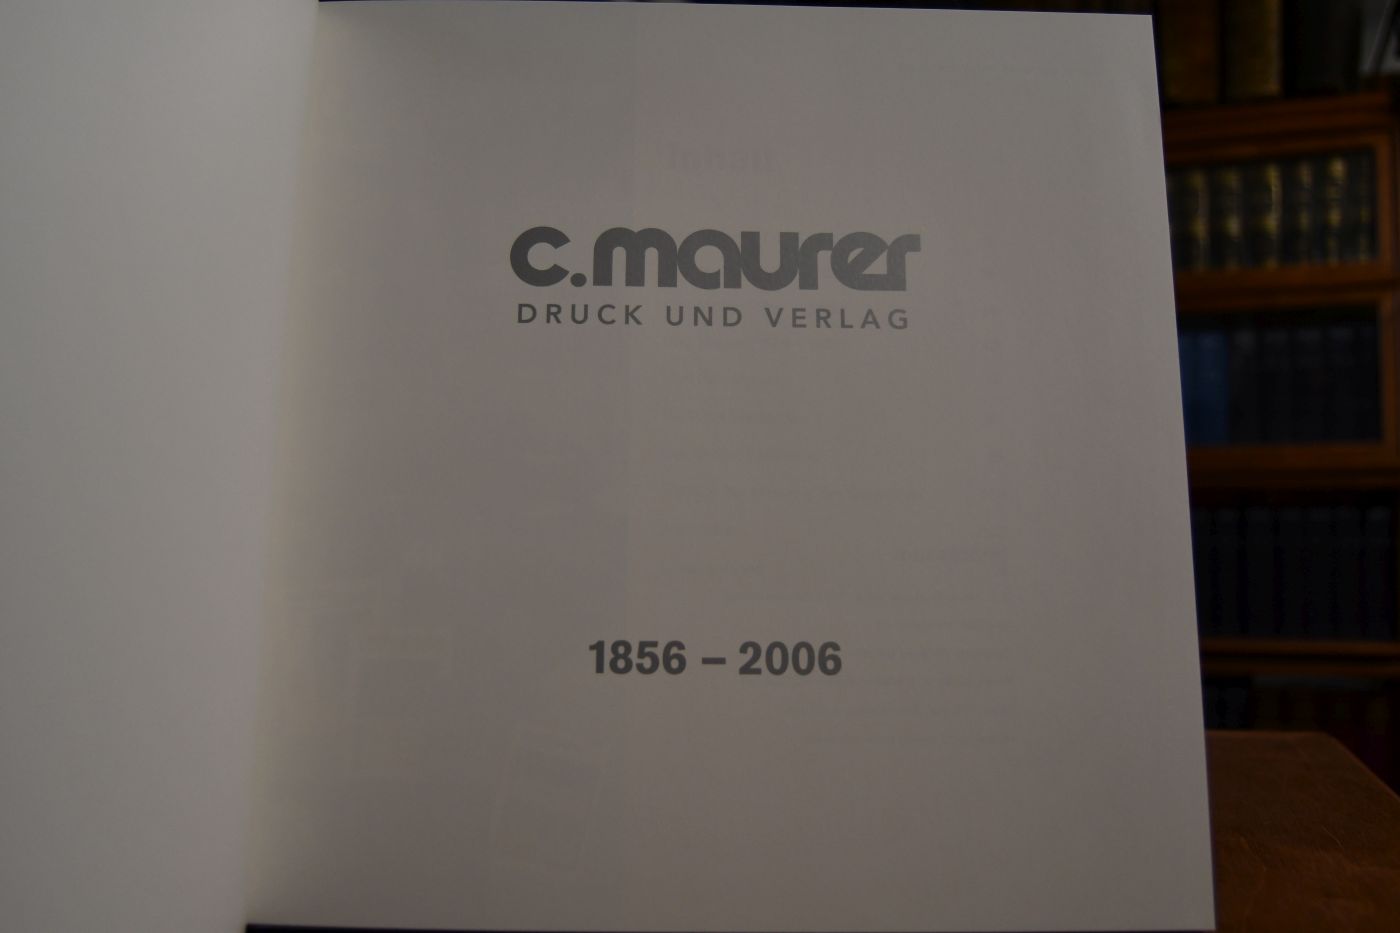 c.maurer
DRUCK UND VERLAG
1856 – 2006